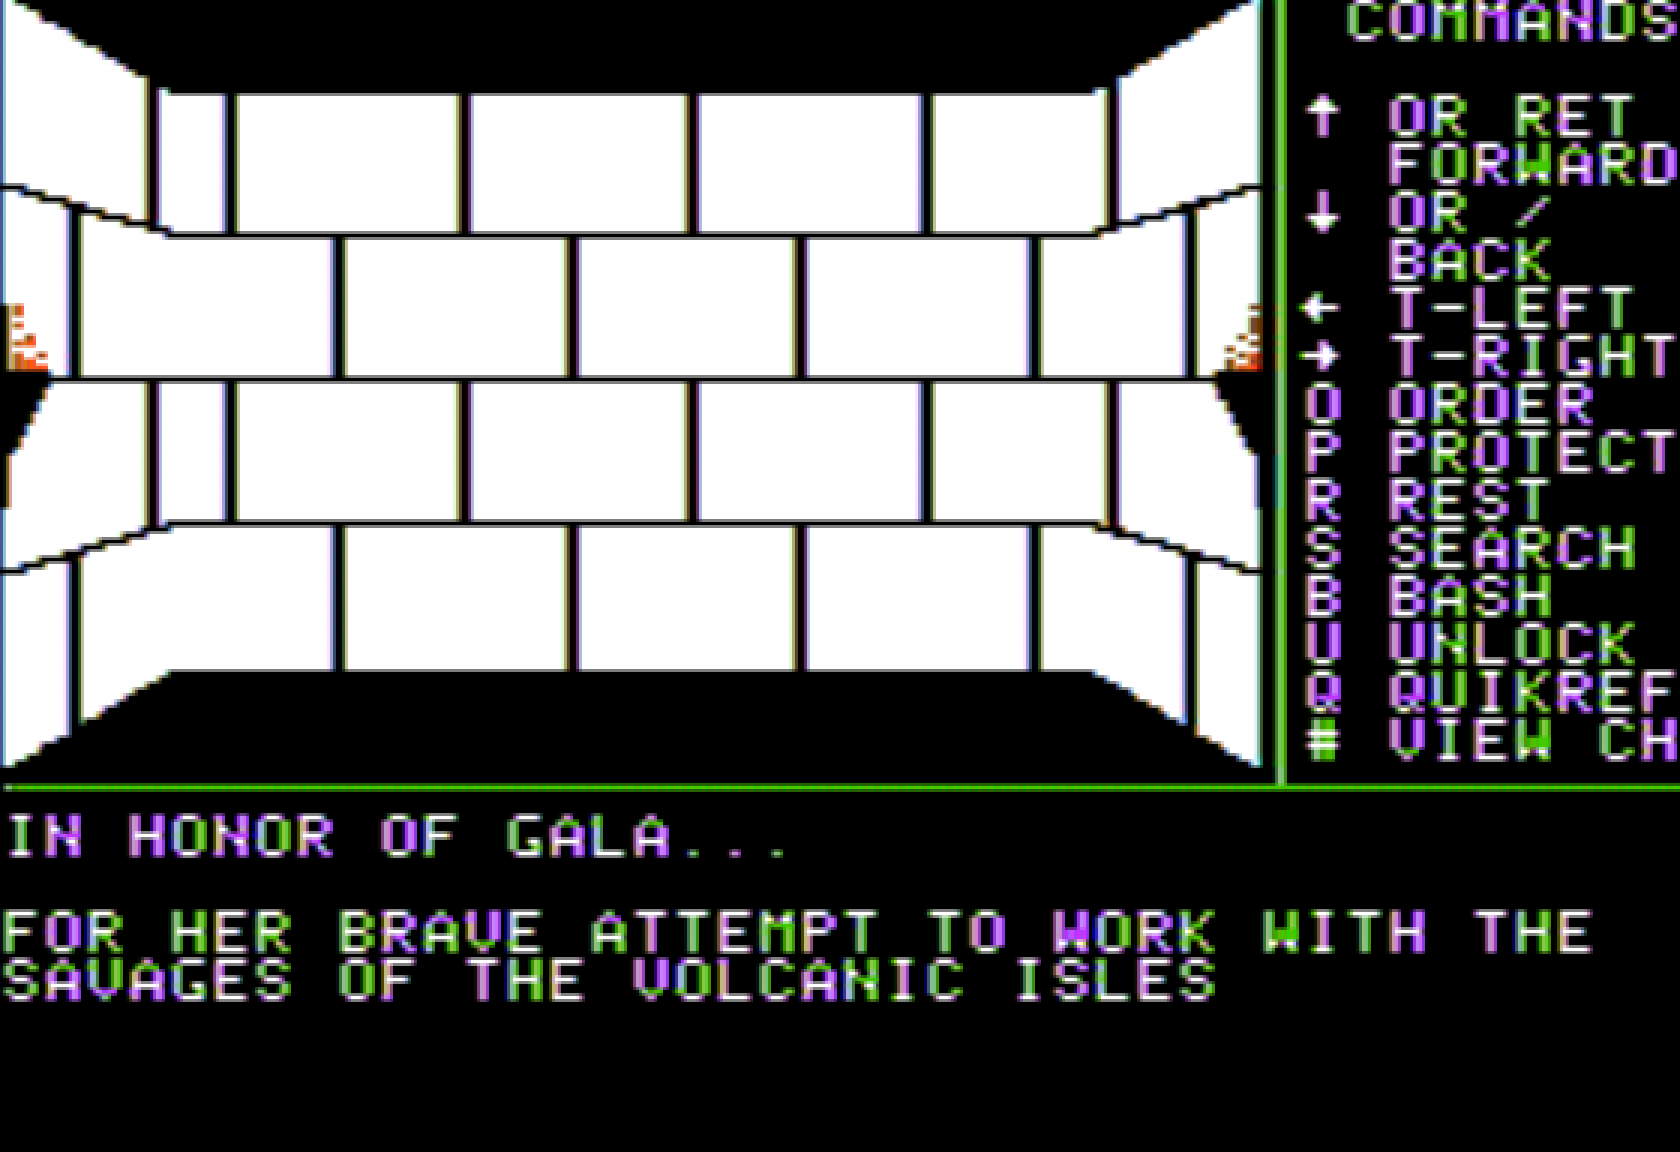 COMMANDS
↑ OR RET
FORWARD
↓ OR /
BACK
← T-LEFT
→ T-RIGHT
O ORDER
P PROTECT
R REST
S SEARCH
B BASH
U UNLOCK
Q QUIKREF
# VIEW CH
IN HONOR OF GALA...
FOR HER BRAVE ATTEMPT TO WORK WITH THE
SAVAGES OF THE VOLCANIC ISLES